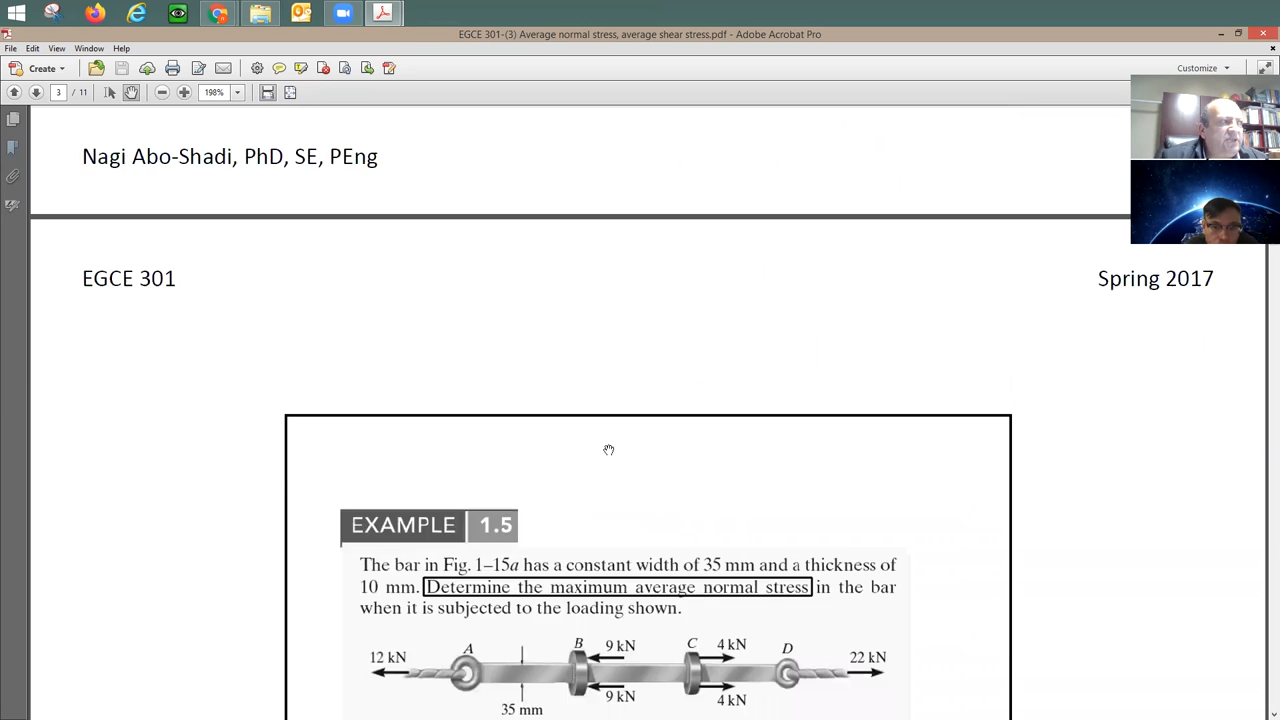 EGCE 301-(3) Average normal stress, average shear stress.pdf - Adobe Acrobat Pro
File Edit View Window Help
Create
Customize
3 / 11
198%
Nagi Abo-Shadi, PhD, SE, PEng
EGCE 301
Spring 2017
EXAMPLE 1.5
The bar in Fig. 1–15a has a constant width of 35 mm and a thickness of
10 mm. Determine the maximum average normal stress in the bar
when it is subjected to the loading shown.
12 kN
A
B
9 kN
C
4 kN
D
22 kN
9 kN
4 kN
35 mm